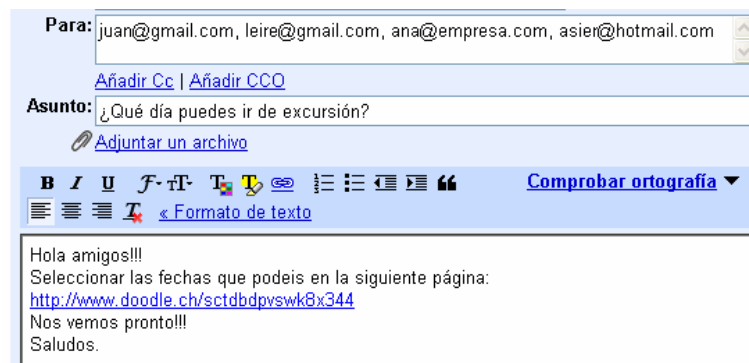 Para: juan@gmail.com, leire@gmail.com, ana@empresa.com, asier@hotmail.com
Añadir Cc | Añadir CCO
Asunto: ¿Qué día puedes ir de excursión?
Adjuntar un archivo
B I U F T T T Comprobar ortografía
T « Formato de texto
Hola amigos!!!
Seleccionar las fechas que podeis en la siguiente página:
http://www.doodle.ch/sctdbdpvswk8x344
Nos vemos pronto!!!
Saludos.